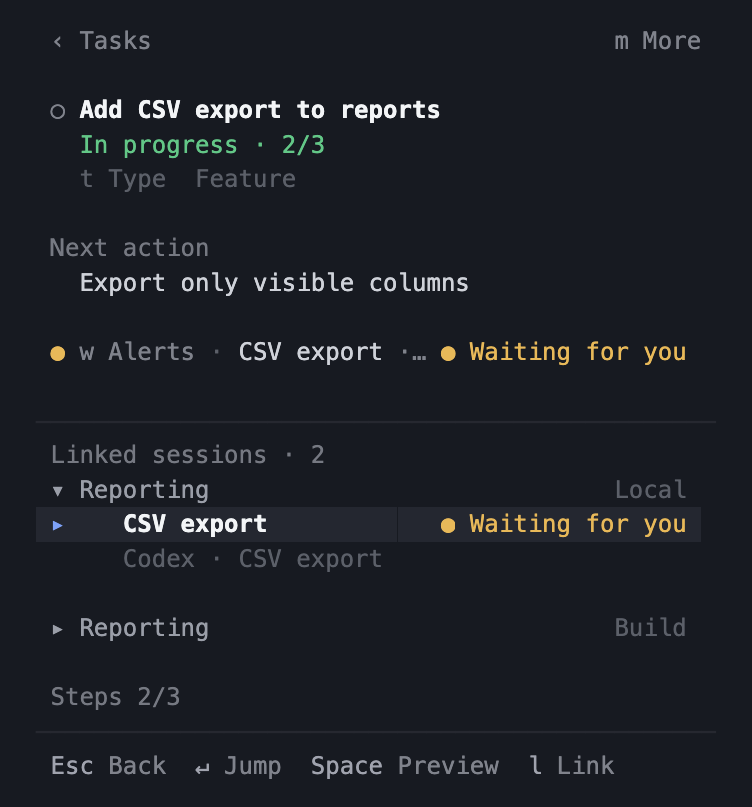 ‹ Tasks m More
○ Add CSV export to reports
In progress · 2/3
t Type Feature
Next action
Export only visible columns
● w Alerts · CSV export ·… ● Waiting for you
Linked sessions · 2
▾ Reporting Local
▸ CSV export ● Waiting for you
Codex · CSV export
▸ Reporting Build
Steps 2/3
Esc Back ↵ Jump Space Preview l Link